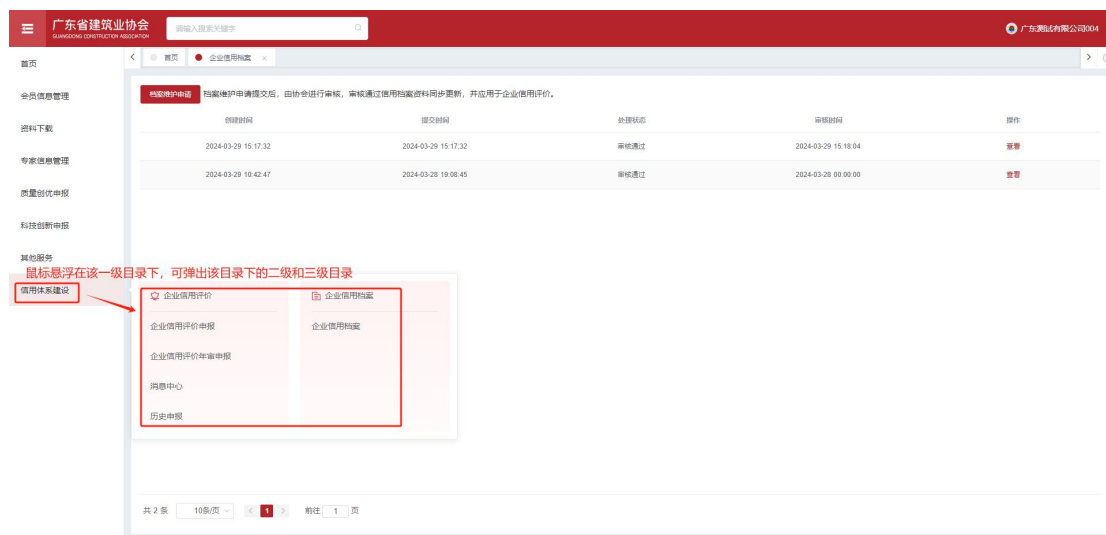 广东省建筑业协会
GUANGDONG CONSTRUCTION ASSOCIATION
请输入搜索关键字
广东测试有限公司004
首页
会员信息管理
资料下载
专家信息管理
质量创优申报
科技创新申报
其他服务
信用体系建设
首页 企业信用档案 ×
档案维护申请 档案维护申请提交后，由协会进行审核，审核通过信用档案资料同步更新，并应用于企业信用评价。
创建时间 提交时间 处理状态 审核时间 操作
2024-03-29 15:17:32 2024-03-29 15:17:32 审核通过 2024-03-29 15:18:04 查看
2024-03-29 10:42:47 2024-03-28 19:08:45 审核通过 2024-03-28 00:00:00 查看
鼠标悬浮在该一级目录下，可弹出该目录下的二级和三级目录
企业信用评价 企业信用档案
企业信用评价申报 企业信用档案
企业信用评价年审申报
消息中心
历史申报
共 2 条 10条/页 < 1 > 前往 1 页